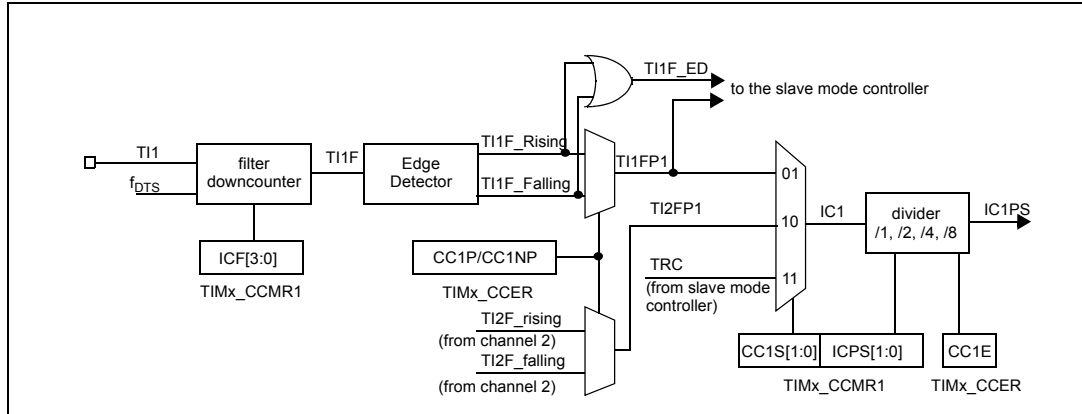 TI1F_ED
to the slave mode controller
TI1
filter
downcounter
TI1F
Edge
Detector
TI1F_Rising
TI1F_Falling
TI1FP1
01
fDTS
TI2FP1
10
IC1
divider
/1, /2, /4, /8
IC1PS
ICF[3:0]
TIMx_CCMR1
CC1P/CC1NP
TIMx_CCER
TRC
(from slave mode
controller)
11
TI2F_rising
(from channel 2)
TI2F_falling
(from channel 2)
CC1S[1:0]
ICPS[1:0]
CC1E
TIMx_CCMR1
TIMx_CCER